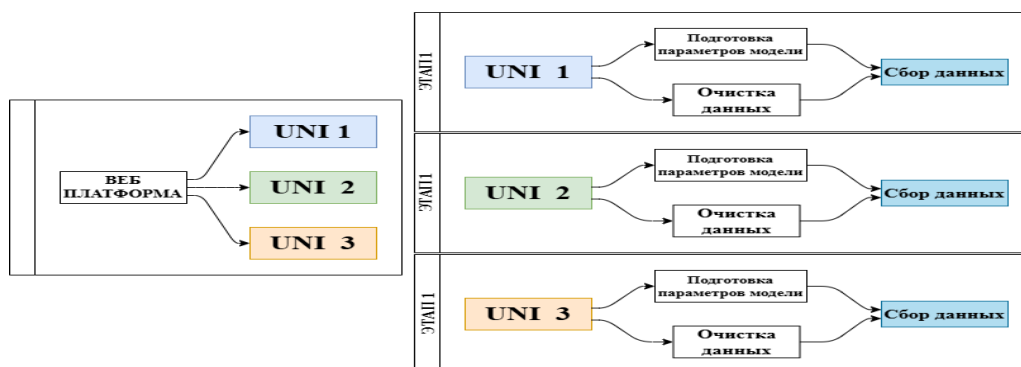 ВЕБ
ПЛАТФОРМА
UNI 1
UNI 2
UNI 3
ЭТАП1
UNI 1
Подготовка
параметров модели
Очистка
данных
Сбор данных
ЭТАП1
UNI 2
Подготовка
параметров модели
Очистка
данных
Сбор данных
ЭТАП1
UNI 3
Подготовка
параметров модели
Очистка
данных
Сбор данных